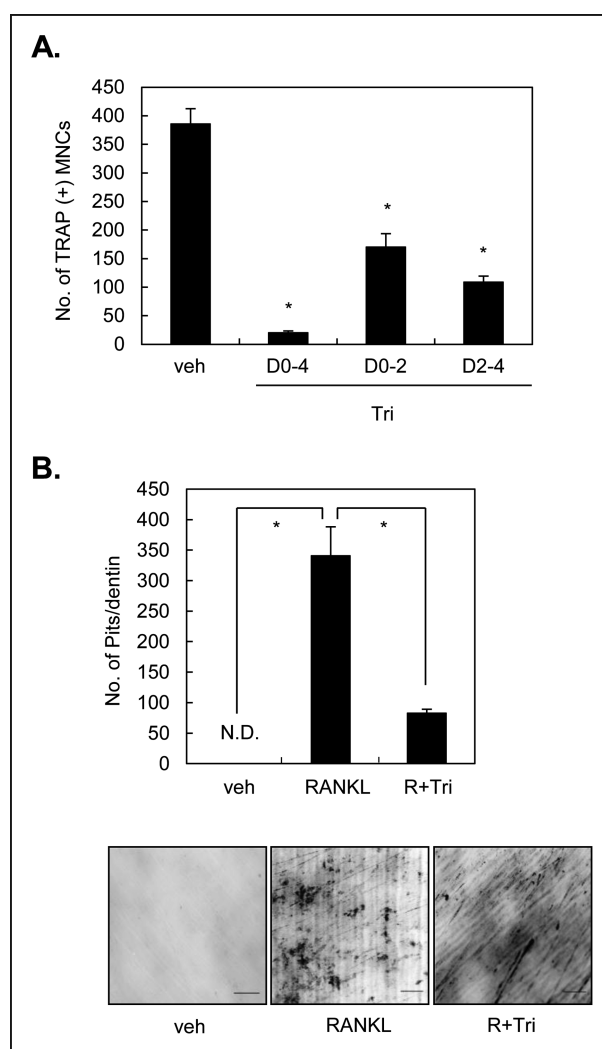 A.
No. of TRAP (+) MNCs
450
400
350
300
250
200
150
100
50
0
*
*
*
veh D0-4 D0-2 D2-4
Tri
B.
No. of Pits/dentin
450
400
350
300
250
200
150
100
50
0
* *
N.D.
veh RANKL R+Tri
veh RANKL R+Tri